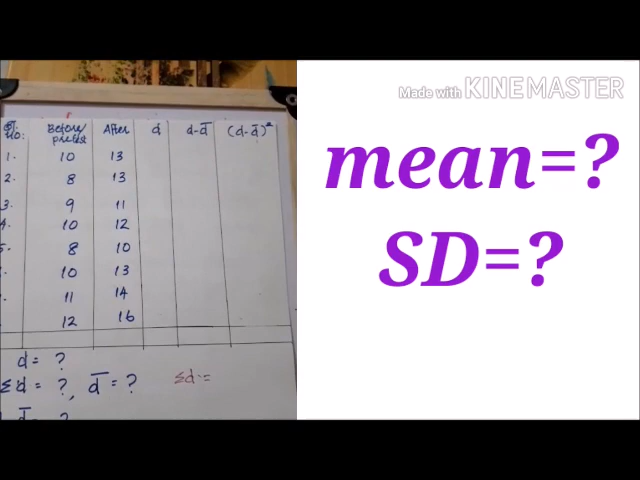 Made with KINEMASTER
mean=?
SD=?
No: Before/ After d d-d̅ (d-d̅)²
pretest
1. 10 13
2. 8 13
3. 9 11
4. 10 12
5. 8 10
10 13
11 14
12 16
d = ?
Σd = ?, d̅ = ? Σd =
d̅ = ?